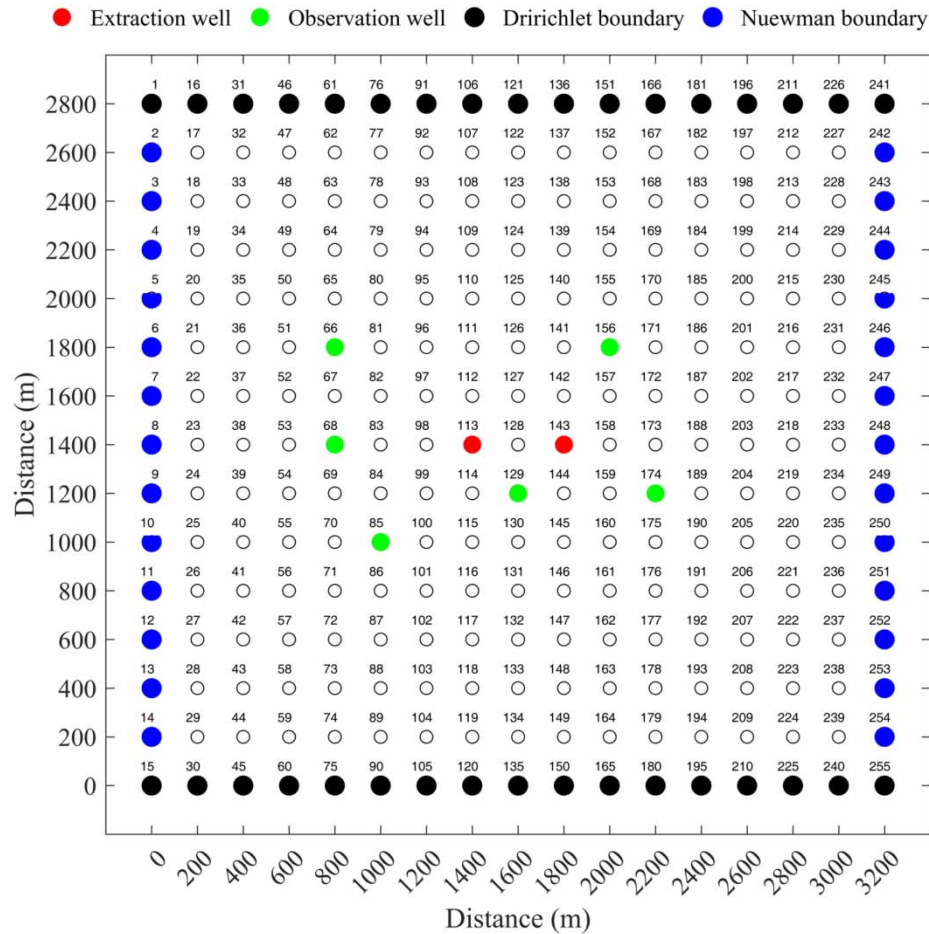 Extraction well Observation well Dririchlet boundary Nuewman boundary
1 16 31 46 61 76 91 106 121 136 151 166 181 196 211 226 241
2800
2 17 32 47 62 77 92 107 122 137 152 167 182 197 212 227 242
2600
3 18 33 48 63 78 93 108 123 138 153 168 183 198 213 228 243
2400
4 19 34 49 64 79 94 109 124 139 154 169 184 199 214 229 244
2200
5 20 35 50 65 80 95 110 125 140 155 170 185 200 215 230 245
2000
6 21 36 51 66 81 96 111 126 141 156 171 186 201 216 231 246
1800
7 22 37 52 67 82 97 112 127 142 157 172 187 202 217 232 247
1600
8 23 38 53 68 83 98 113 128 143 158 173 188 203 218 233 248
1400
9 24 39 54 69 84 99 114 129 144 159 174 189 204 219 234 249
1200
10 25 40 55 70 85 100 115 130 145 160 175 190 205 220 235 250
1000
11 26 41 56 71 86 101 116 131 146 161 176 191 206 221 236 251
800
12 27 42 57 72 87 102 117 132 147 162 177 192 207 222 237 252
600
13 28 43 58 73 88 103 118 133 148 163 178 193 208 223 238 253
400
14 29 44 59 74 89 104 119 134 149 164 179 194 209 224 239 254
200
15 30 45 60 75 90 105 120 135 150 165 180 195 210 225 240 255
0
Distance (m)
0 200 400 600 800 1000 1200 1400 1600 1800 2000 2200 2400 2600 2800 3000 3200
Distance (m)